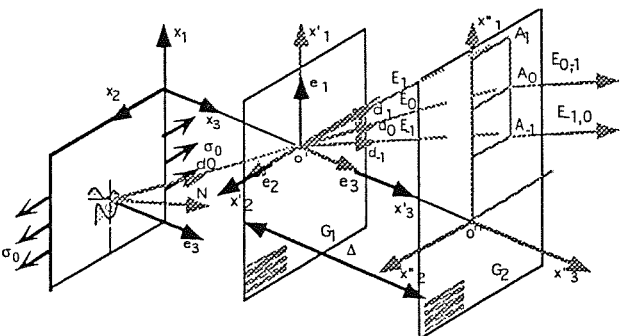 x1
x'1
x"1
A1
E0,-1
E1
A0
x2
e1
d1
E0
E-1,0
x3
d0
E-1
A-1
σ0
d-1
d0
o'
e2
e3
N
x'2
x'3
G1
o"
σ0
e3
Δ
x"2
G2
x"3